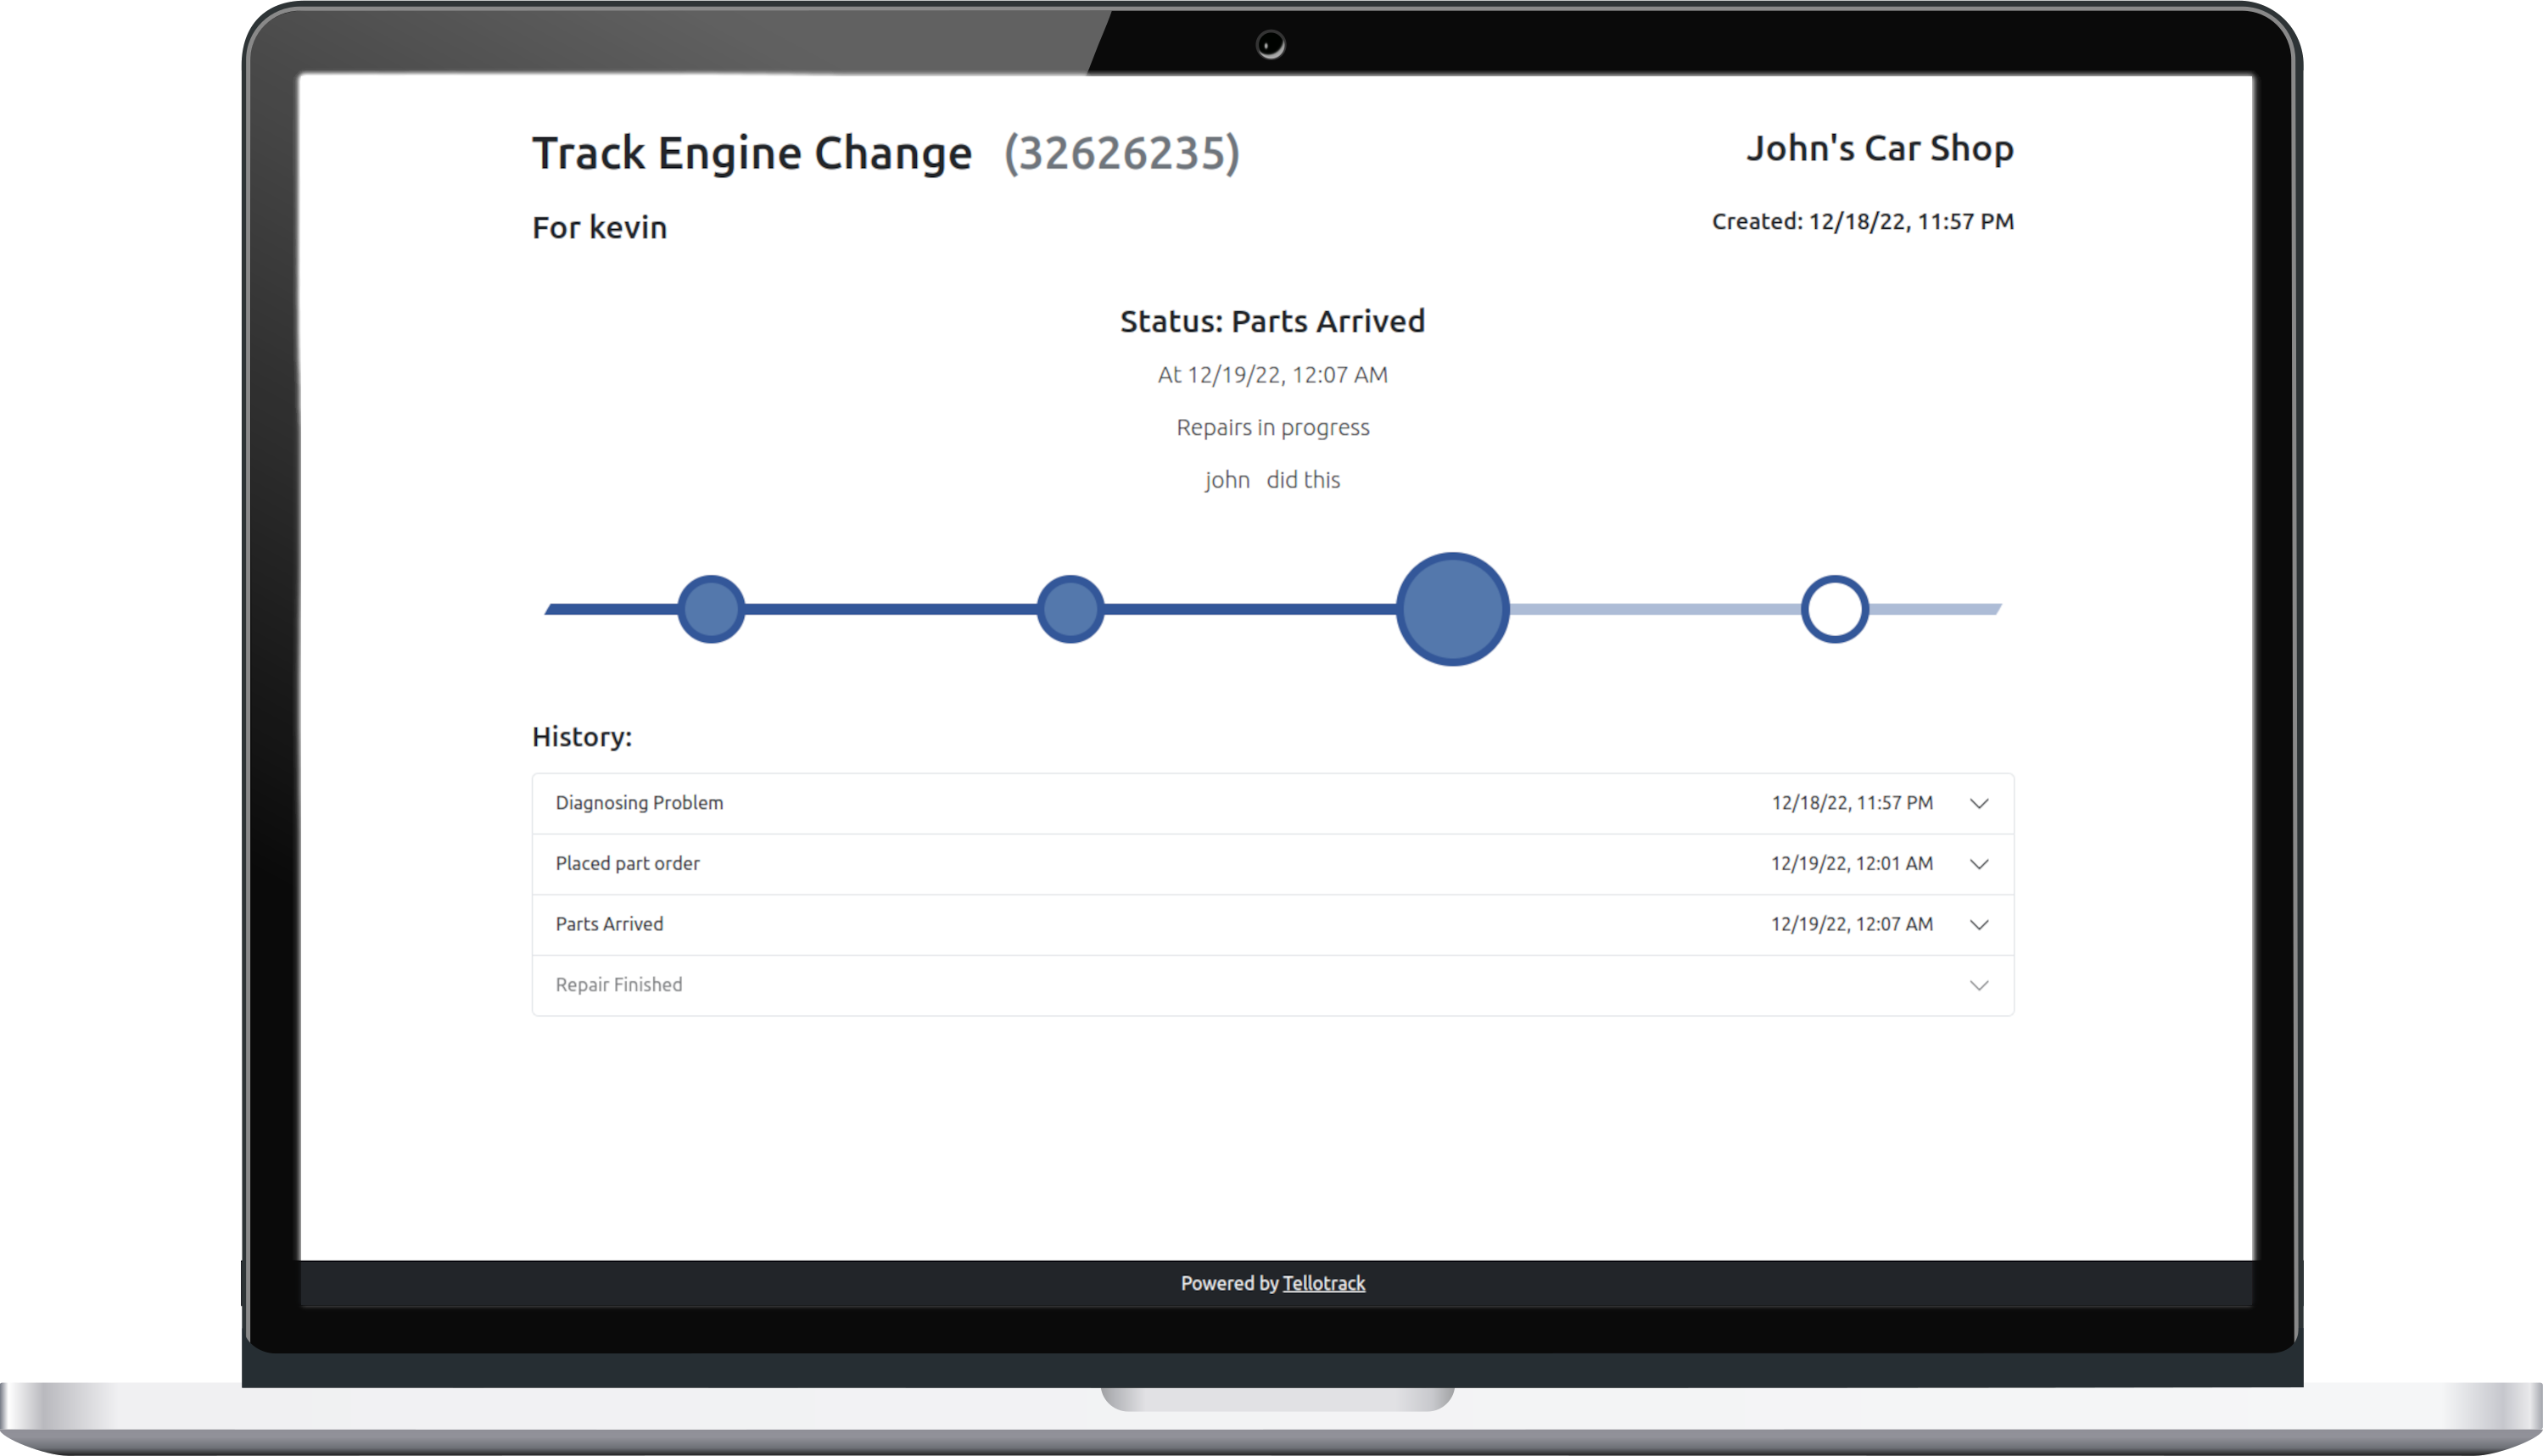 Track Engine Change (32626235)
John's Car Shop
For kevin
Created: 12/18/22, 11:57 PM
Status: Parts Arrived
At 12/19/22, 12:07 AM
Repairs in progress
john did this
History:
Diagnosing Problem 12/18/22, 11:57 PM
Placed part order 12/19/22, 12:01 AM
Parts Arrived 12/19/22, 12:07 AM
Repair Finished
Powered by Tellotrack